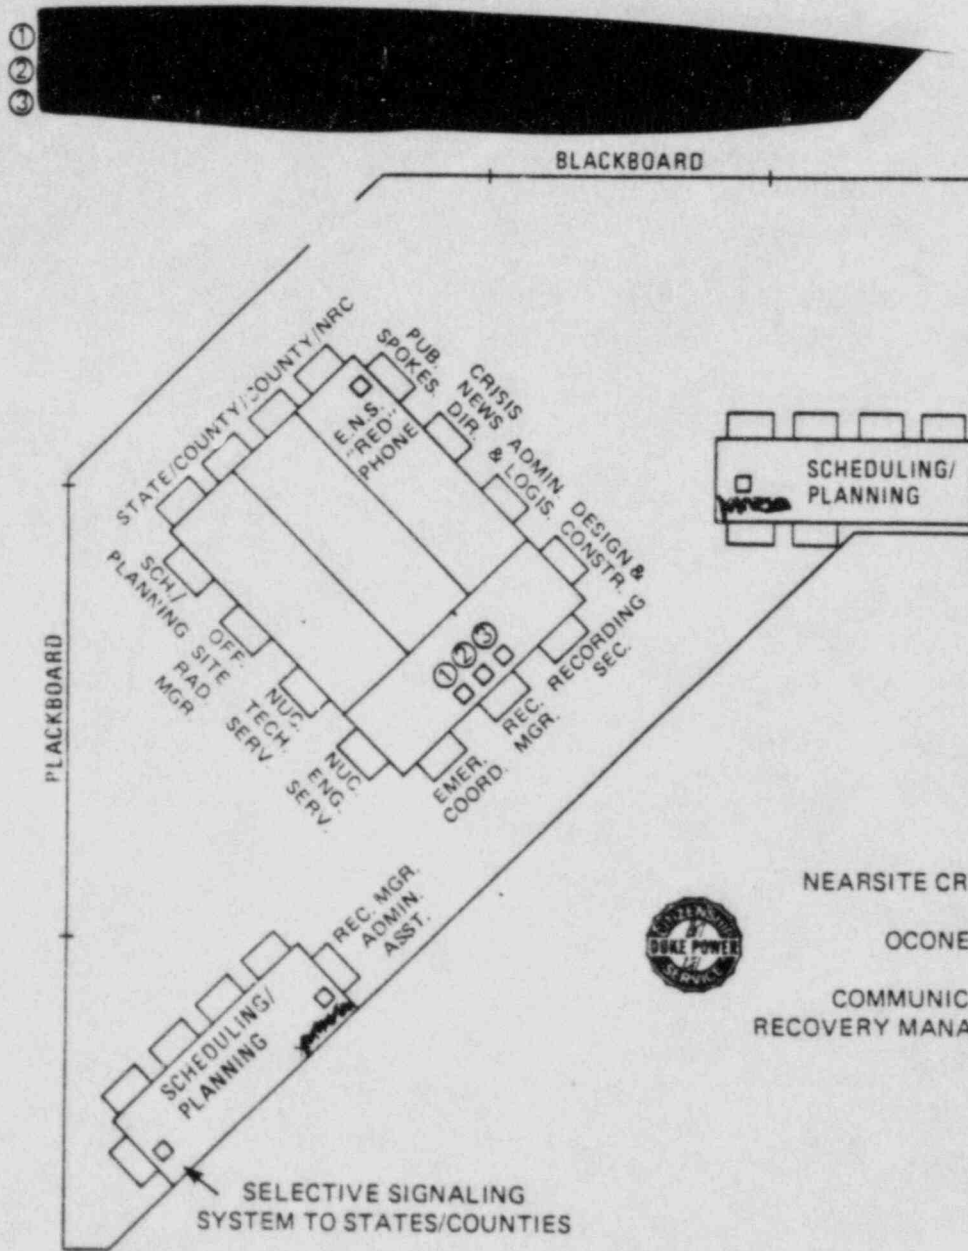 ①
②
③
BLACKBOARD
STATE/COUNTY/COUNTY/NRC
E.N.S.
"RED"
PHONE
PUB.
SPOKES.
CRISIS
NEWS
DIR.
ADMIN.
& LOGIS.
DESIGN &
CONSTR.
SCHEDULING/
PLANNING
SCH./
PLANNING
OFF.
SITE
RAD.
MGR.
NUC.
TECH.
SERV.
NUC.
ENG.
SERV.
①②③
RECORDING
SEC.
REC.
MGR.
EMER.
COORD.
PLACKBOARD
REC. MGR.
ADMIN.
ASST.
SCHEDULING/
PLANNING
NEARSITE CR
DUKE POWER
SERVICE
OCONE
COMMUNIC
RECOVERY MANA
SELECTIVE SIGNALING
SYSTEM TO STATES/COUNTIES